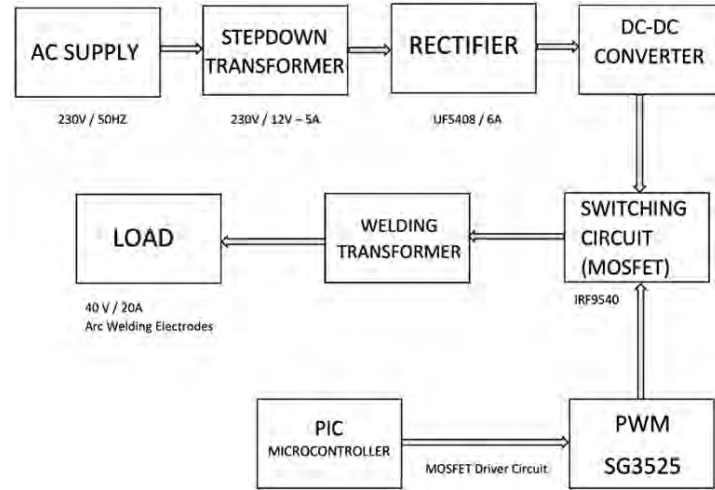 AC SUPPLY
STEPDOWN
TRANSFORMER
RECTIFIER
DC-DC
CONVERTER
230V / 50HZ
230V / 12V – 5A
UF5408 / 6A
LOAD
WELDING
TRANSFORMER
SWITCHING
CIRCUIT
(MOSFET)
40 V / 20A
Arc Welding Electrodes
IRF9540
PIC
MICROCONTROLLER
MOSFET Driver Circuit
PWM
SG3525